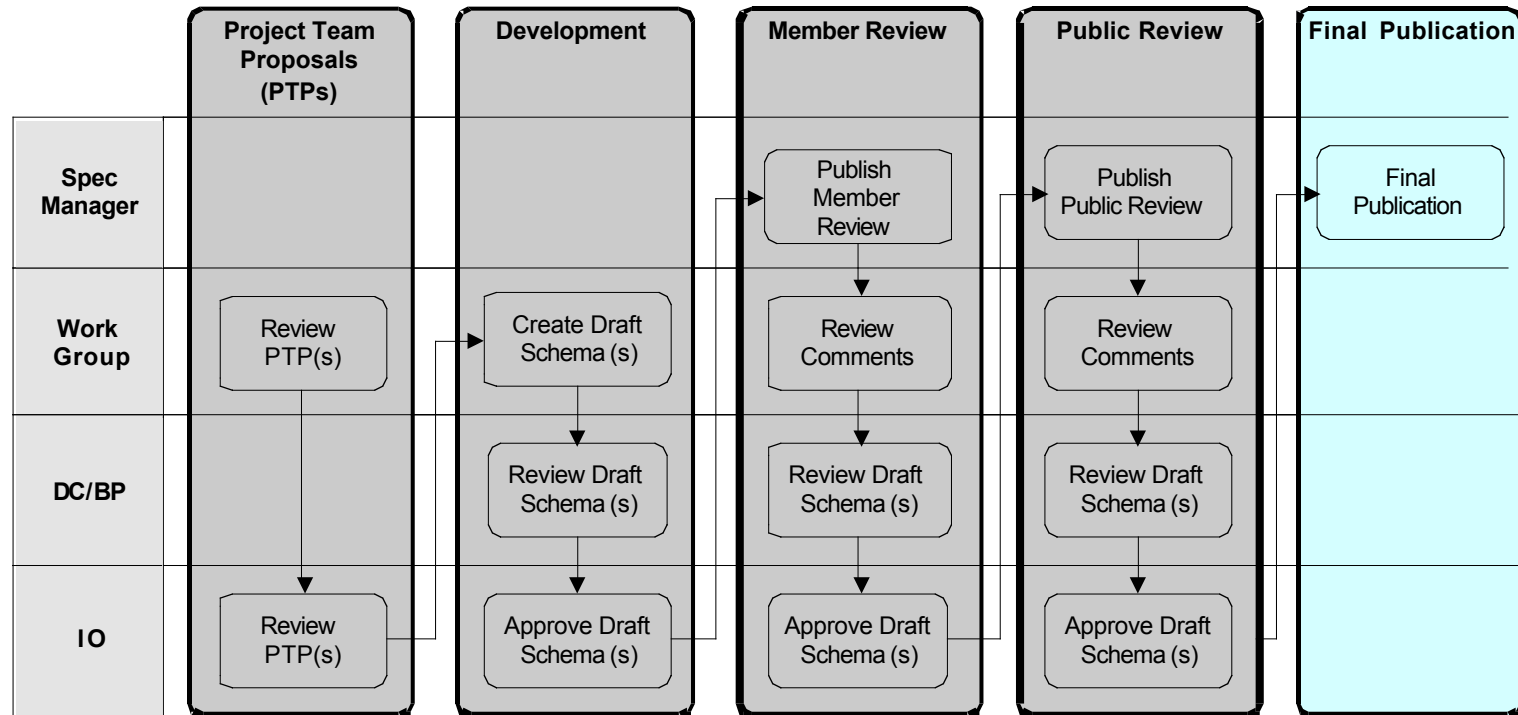 Project Team
Proposals
(PTPs)
Development
Member Review
Public Review
Final Publication
Spec
Manager
Publish
Member
Review
Publish
Public Review
Final
Publication
Work
Group
Review
PTP(s)
Create Draft
Schema (s)
Review
Comments
Review
Comments
DC/BP
Review Draft
Schema (s)
Review Draft
Schema (s)
Review Draft
Schema (s)
IO
Review
PTP(s)
Approve Draft
Schema (s)
Approve Draft
Schema (s)
Approve Draft
Schema (s)